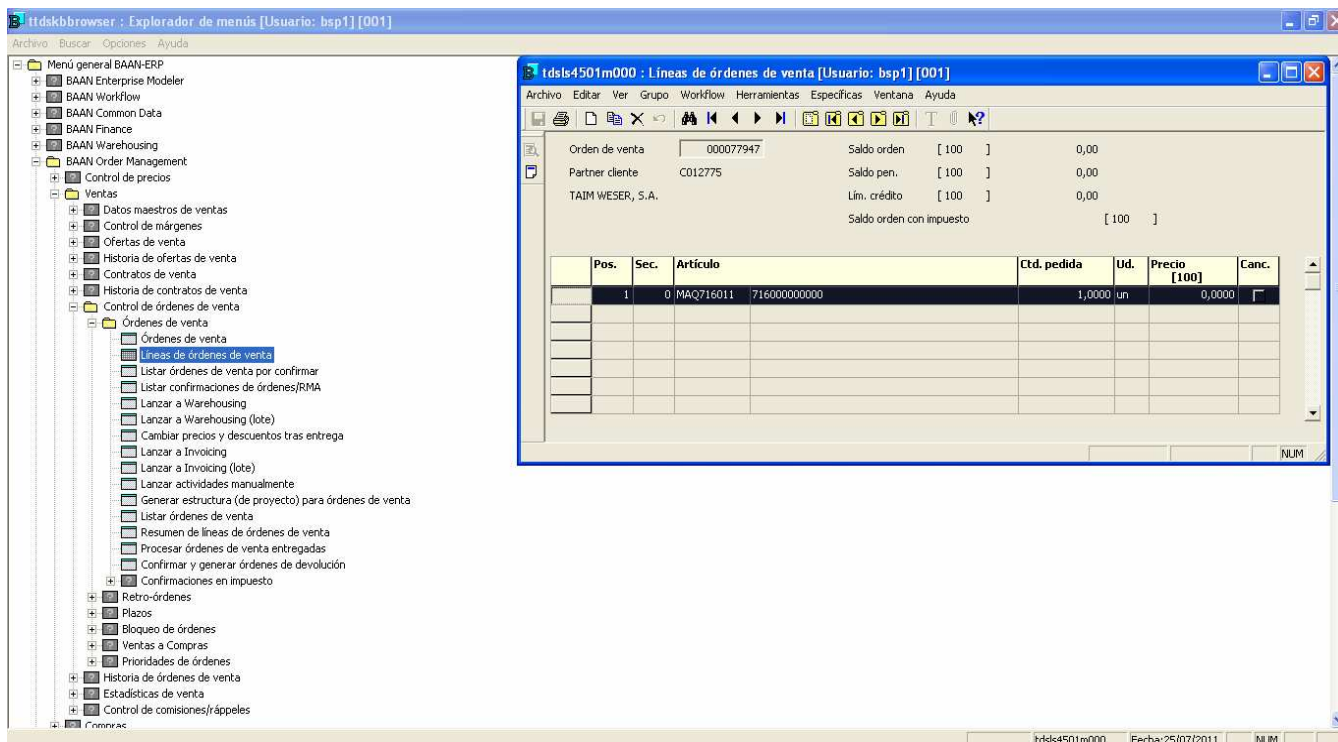 ttdskbbrowser : Explorador de menús [Usuario: bsp1] [001]
Archivo Buscar Opciones Ayuda
Menú general BAAN-ERP
BAAN Enterprise Modeler
BAAN Workflow
BAAN Common Data
BAAN Finance
BAAN Warehousing
BAAN Order Management
Control de precios
Ventas
Datos maestros de ventas
Control de márgenes
Ofertas de venta
Historia de ofertas de venta
Contratos de venta
Historia de contratos de venta
Control de órdenes de venta
Órdenes de venta
Órdenes de venta
Líneas de órdenes de venta
Listar órdenes de venta por confirmar
Listar confirmaciones de órdenes/RMA
Lanzar a Warehousing
Lanzar a Warehousing (lote)
Cambiar precios y descuentos tras entrega
Lanzar a Invoicing
Lanzar a Invoicing (lote)
Lanzar actividades manualmente
Generar estructura (de proyecto) para órdenes de venta
Listar órdenes de venta
Resumen de líneas de órdenes de venta
Procesar órdenes de venta entregadas
Confirmar y generar órdenes de devolución
Confirmaciones en impuesto
Retro-órdenes
Plazos
Bloqueo de órdenes
Ventas a Compras
Prioridades de órdenes
Historia de órdenes de venta
Estadísticas de venta
Control de comisiones/ráppeles
Compras
tdsls4501m000 : Líneas de órdenes de venta [Usuario: bsp1] [001]
Archivo Editar Ver Grupo Workflow Herramientas Específicas Ventana Ayuda
Orden de venta 000077947 Saldo orden [ 100 ] 0,00
Partner cliente C012775 Saldo pen. [ 100 ] 0,00
TAIM WESER, S.A. Lím. crédito [ 100 ] 0,00
Saldo orden con impuesto [ 100 ]
Pos. Sec. Artículo Ctd. pedida Ud. Precio [100] Canc.
1 0 MAQ716011 716000000000 1,0000 un 0,0000
NUM
tdsls4501m000 Fecha:25/07/2011 NUM